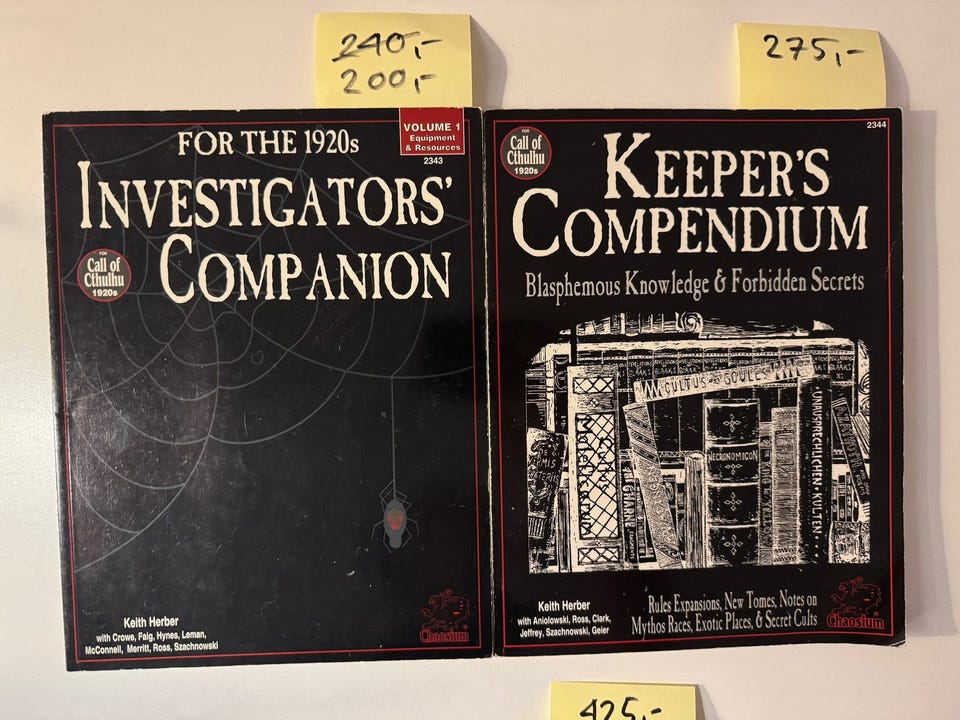 240,-
200,-
275,-
FOR THE 1920s
INVESTIGATORS'
COMPANION
VOLUME 1
Equipment
& Resources
2343
FOR
Call of
Cthulhu
1920s
Keith Herber
with Crowe, Faig, Hynes, Leman,
McConnell, Merritt, Ross, Szachnowski
Chaosium
2344
FOR
Call of
Cthulhu
1920s
KEEPER'S
COMPENDIUM
Blasphemous Knowledge & Forbidden Secrets
CULTUS GOULES
NECRONOMICON
UNAUSSPRECHLICHEN KULTEN
Keith Herber
with Aniolowski, Ross, Clark,
Jeffrey, Szachnowski, Geier
Rules Expansions, New Tomes, Notes on
Mythos Races, Exotic Places, & Secret Cults
Chaosium
425,-